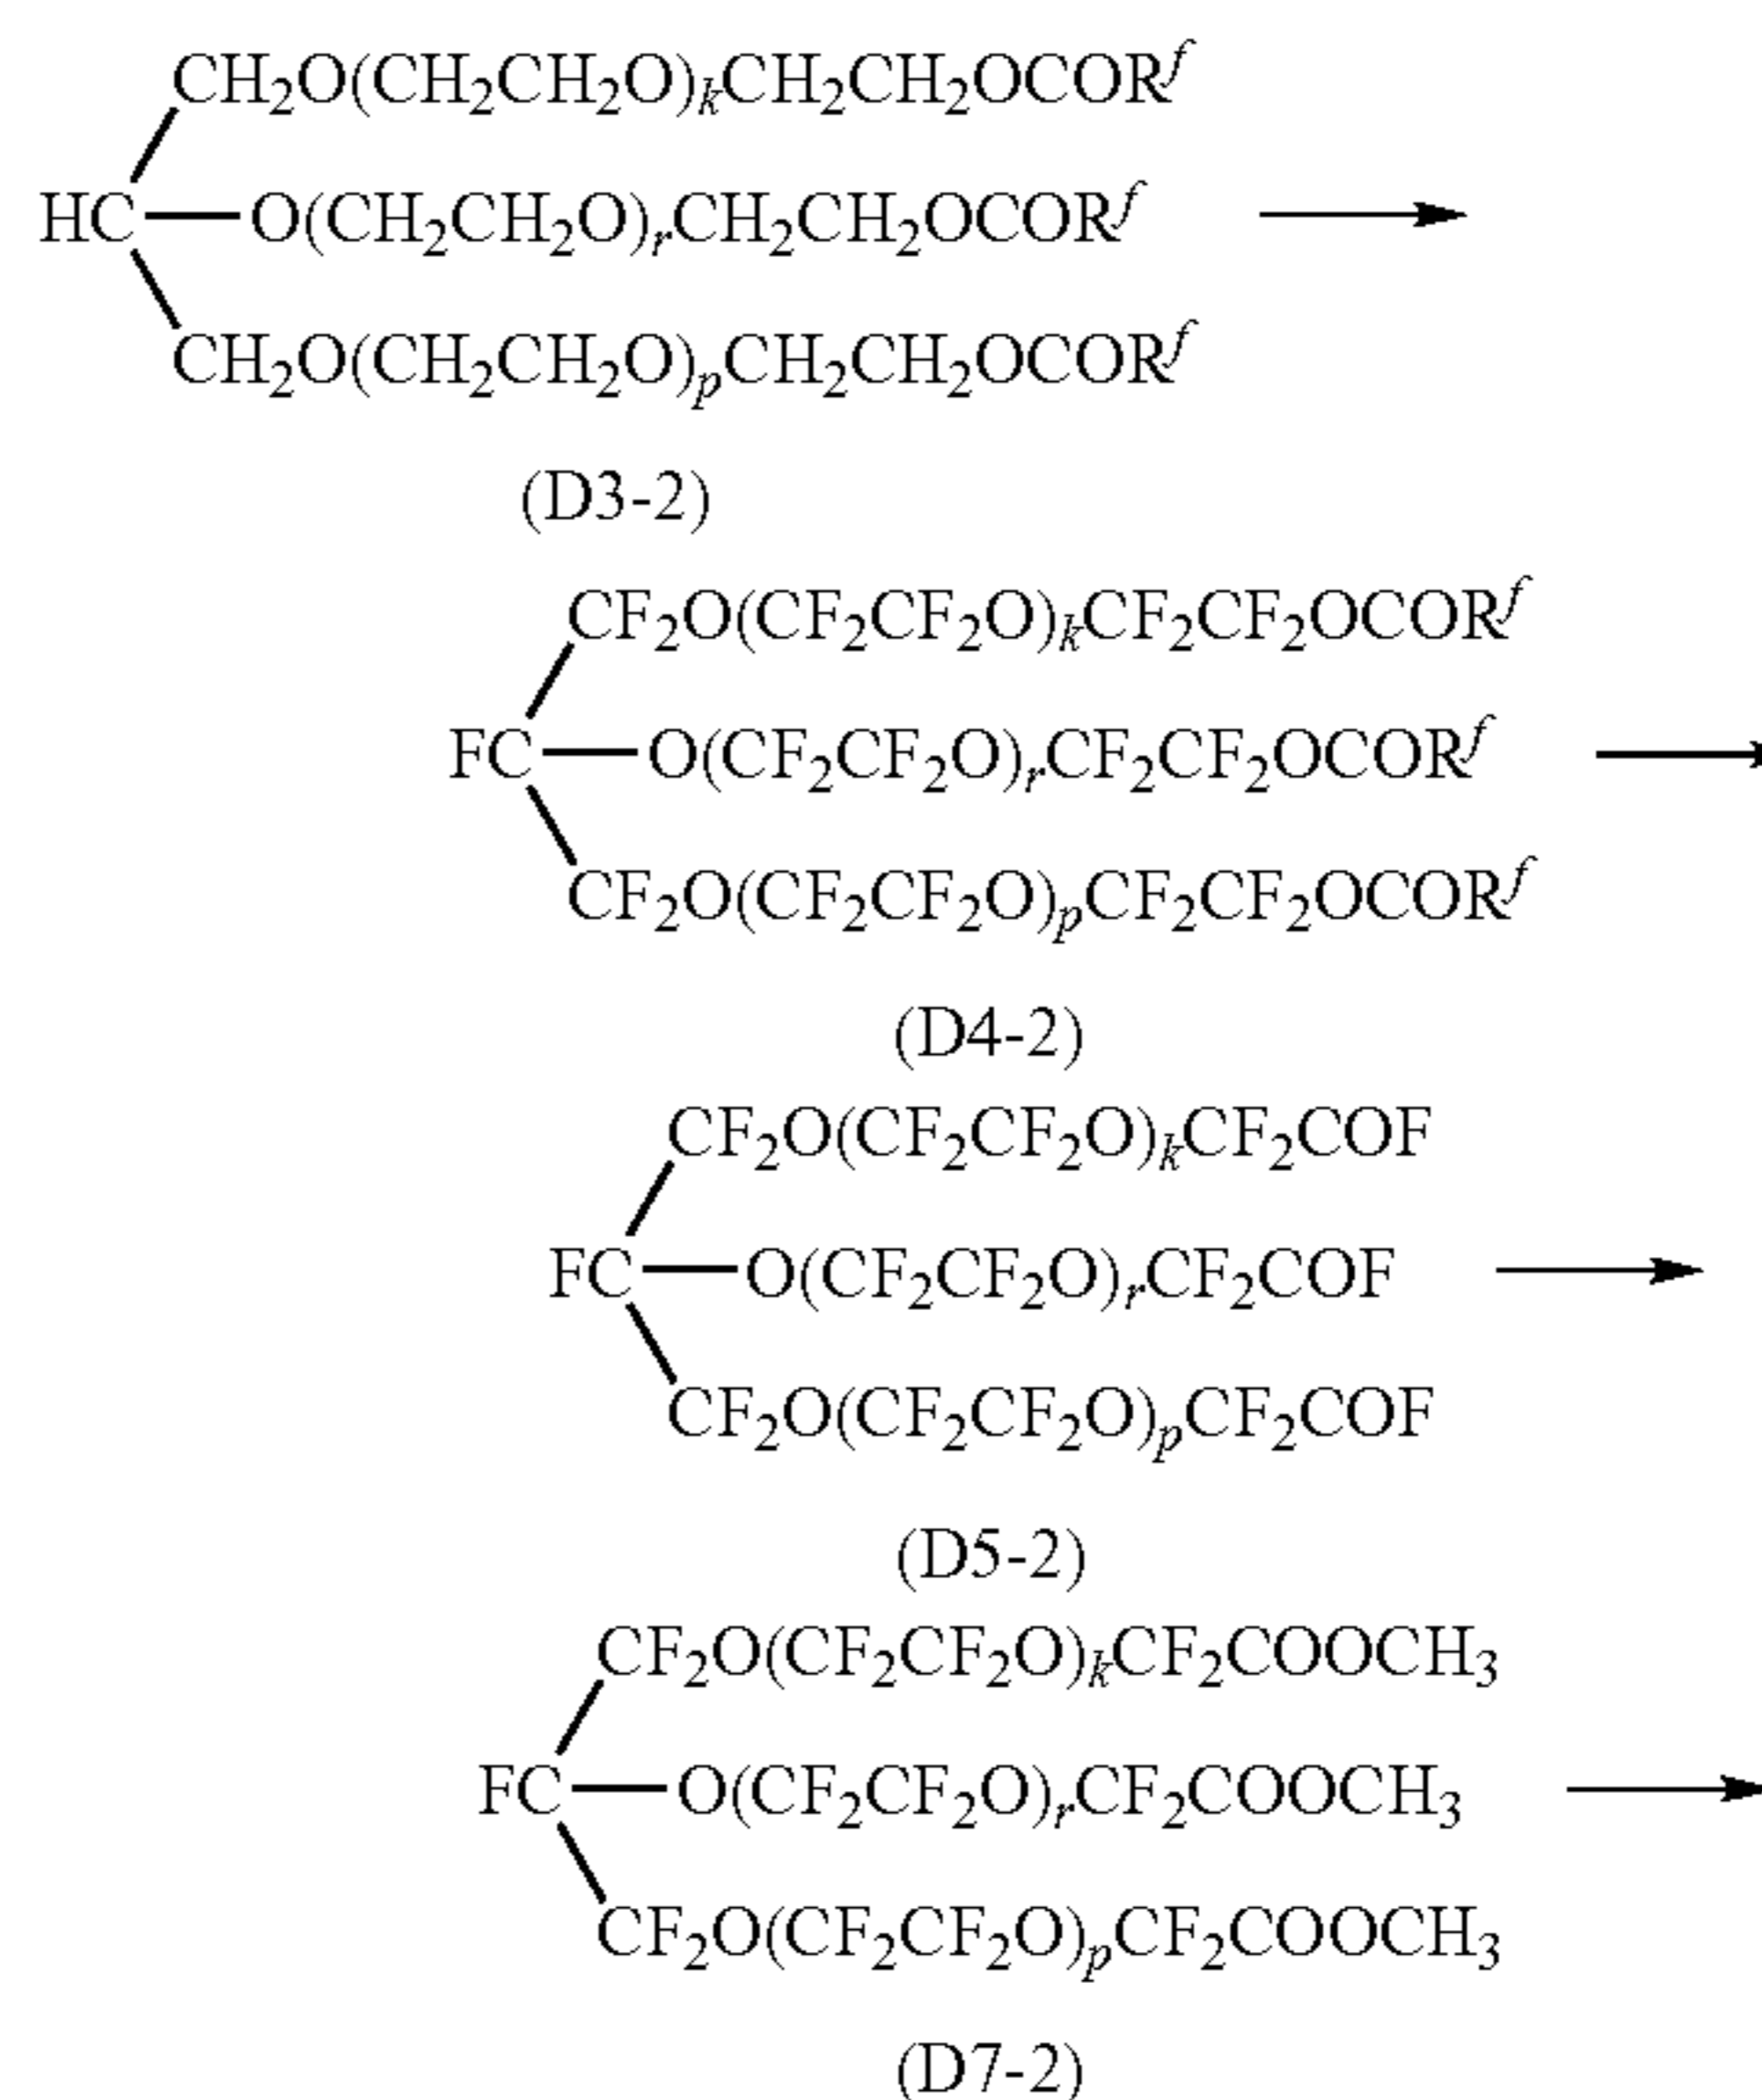 CH₂O(CH₂CH₂O)ₖCH₂CH₂OCORᶠ
HC—O(CH₂CH₂O)ᵣCH₂CH₂OCORᶠ
CH₂O(CH₂CH₂O)ₚCH₂CH₂OCORᶠ
(D3-2)
CF₂O(CF₂CF₂O)ₖCF₂CF₂OCORᶠ
FC—O(CF₂CF₂O)ᵣCF₂CF₂OCORᶠ
CF₂O(CF₂CF₂O)ₚCF₂CF₂OCORᶠ
(D4-2)
CF₂O(CF₂CF₂O)ₖCF₂COF
FC—O(CF₂CF₂O)ᵣCF₂COF
CF₂O(CF₂CF₂O)ₚCF₂COF
(D5-2)
CF₂O(CF₂CF₂O)ₖCF₂COOCH₃
FC—O(CF₂CF₂O)ᵣCF₂COOCH₃
CF₂O(CF₂CF₂O)ₚCF₂COOCH₃
(D7-2)